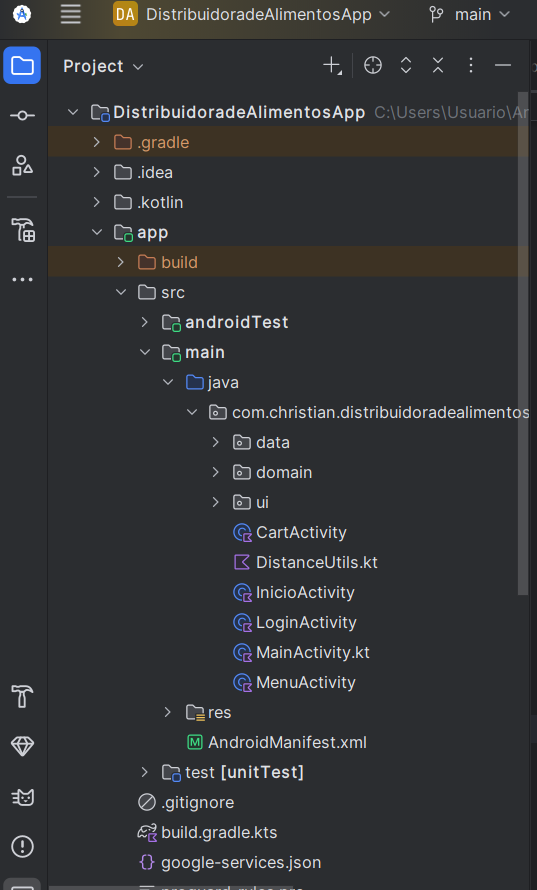 DA DistribuidoradeAlimentosApp main
Project
DistribuidoradeAlimentosApp C:\Users\Usuario\An
.gradle
.idea
.kotlin
app
build
src
androidTest
main
java
com.christian.distribuidoradealimentos
data
domain
ui
CartActivity
DistanceUtils.kt
InicioActivity
LoginActivity
MainActivity.kt
MenuActivity
res
AndroidManifest.xml
test [unitTest]
.gitignore
build.gradle.kts
google-services.json